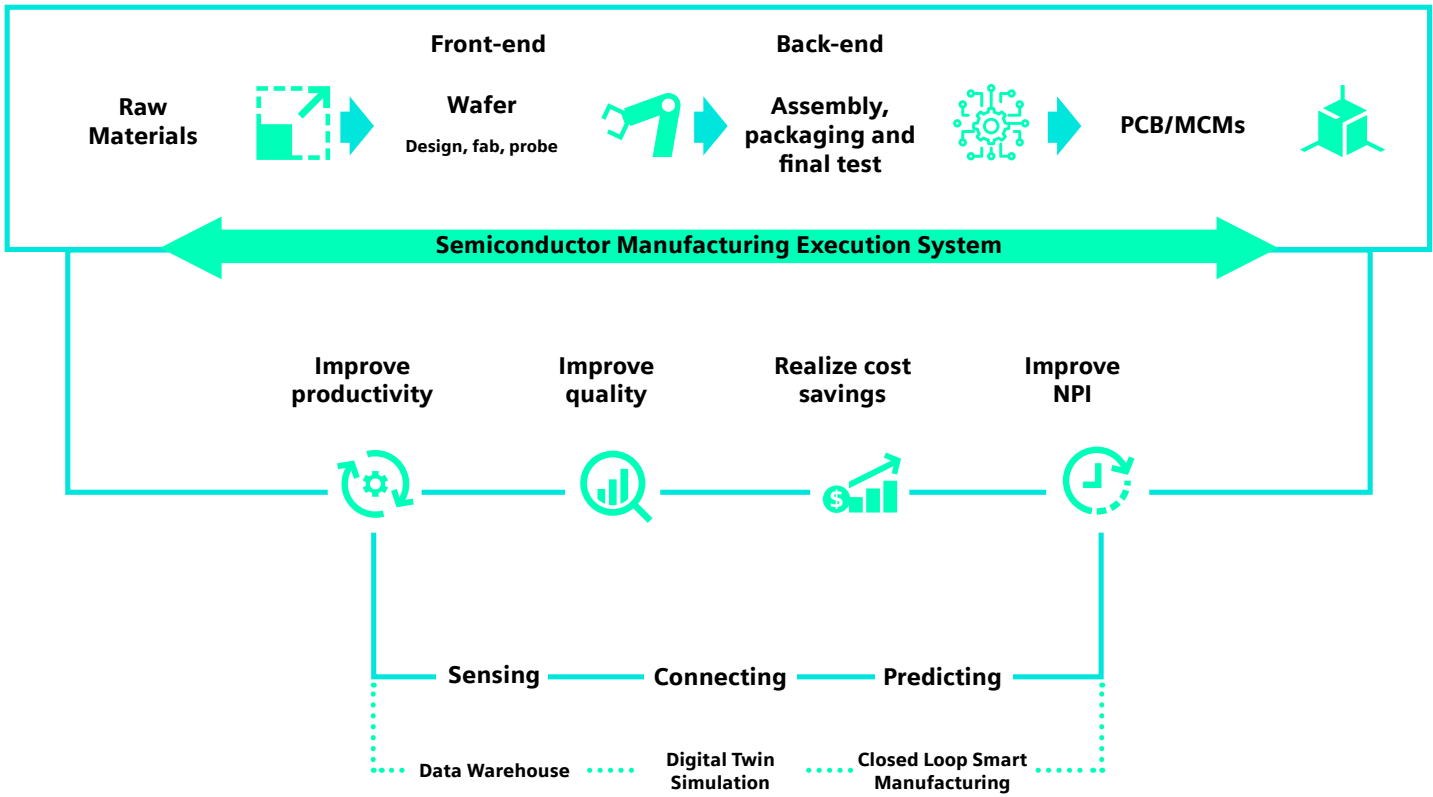 Front-end
Back-end
Raw
Materials
Wafer
Design, fab, probe
Assembly,
packaging and
final test
PCB/MCMs
Semiconductor Manufacturing Execution System
Improve
productivity
Improve
quality
Realize cost
savings
Improve
NPI
$
Sensing
Connecting
Predicting
Data Warehouse
Digital Twin
Simulation
Closed Loop Smart
Manufacturing